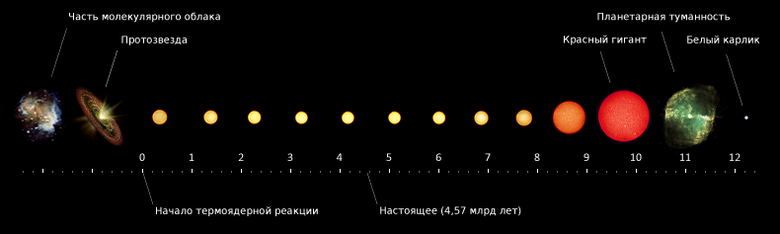 Часть молекулярного облака
Планетарная туманность
Протозвезда
Красный гигант
Белый карлик
0 1 2 3 4 5 6 7 8 9 10 11 12
Начало термоядерной реакции
Настоящее (4,57 млрд лет)